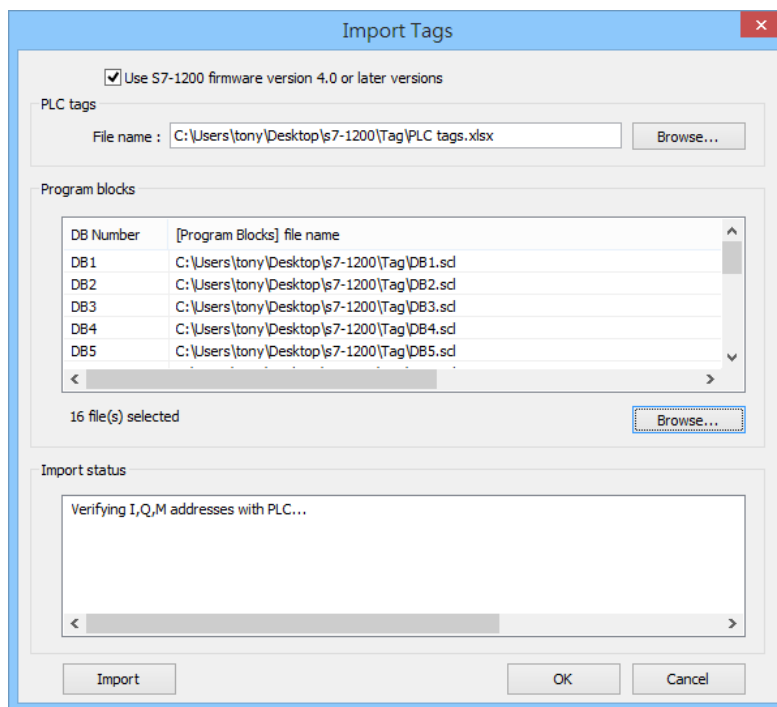 Import Tags
Use S7-1200 firmware version 4.0 or later versions
PLC tags
File name : C:\Users\tony\Desktop\s7-1200\Tag\PLC tags.xlsx Browse...
Program blocks
DB Number [Program Blocks] file name
DB1 C:\Users\tony\Desktop\s7-1200\Tag\DB1.scl
DB2 C:\Users\tony\Desktop\s7-1200\Tag\DB2.scl
DB3 C:\Users\tony\Desktop\s7-1200\Tag\DB3.scl
DB4 C:\Users\tony\Desktop\s7-1200\Tag\DB4.scl
DB5 C:\Users\tony\Desktop\s7-1200\Tag\DB5.scl
16 file(s) selected Browse...
Import status
Verifying I,Q,M addresses with PLC...
Import OK Cancel